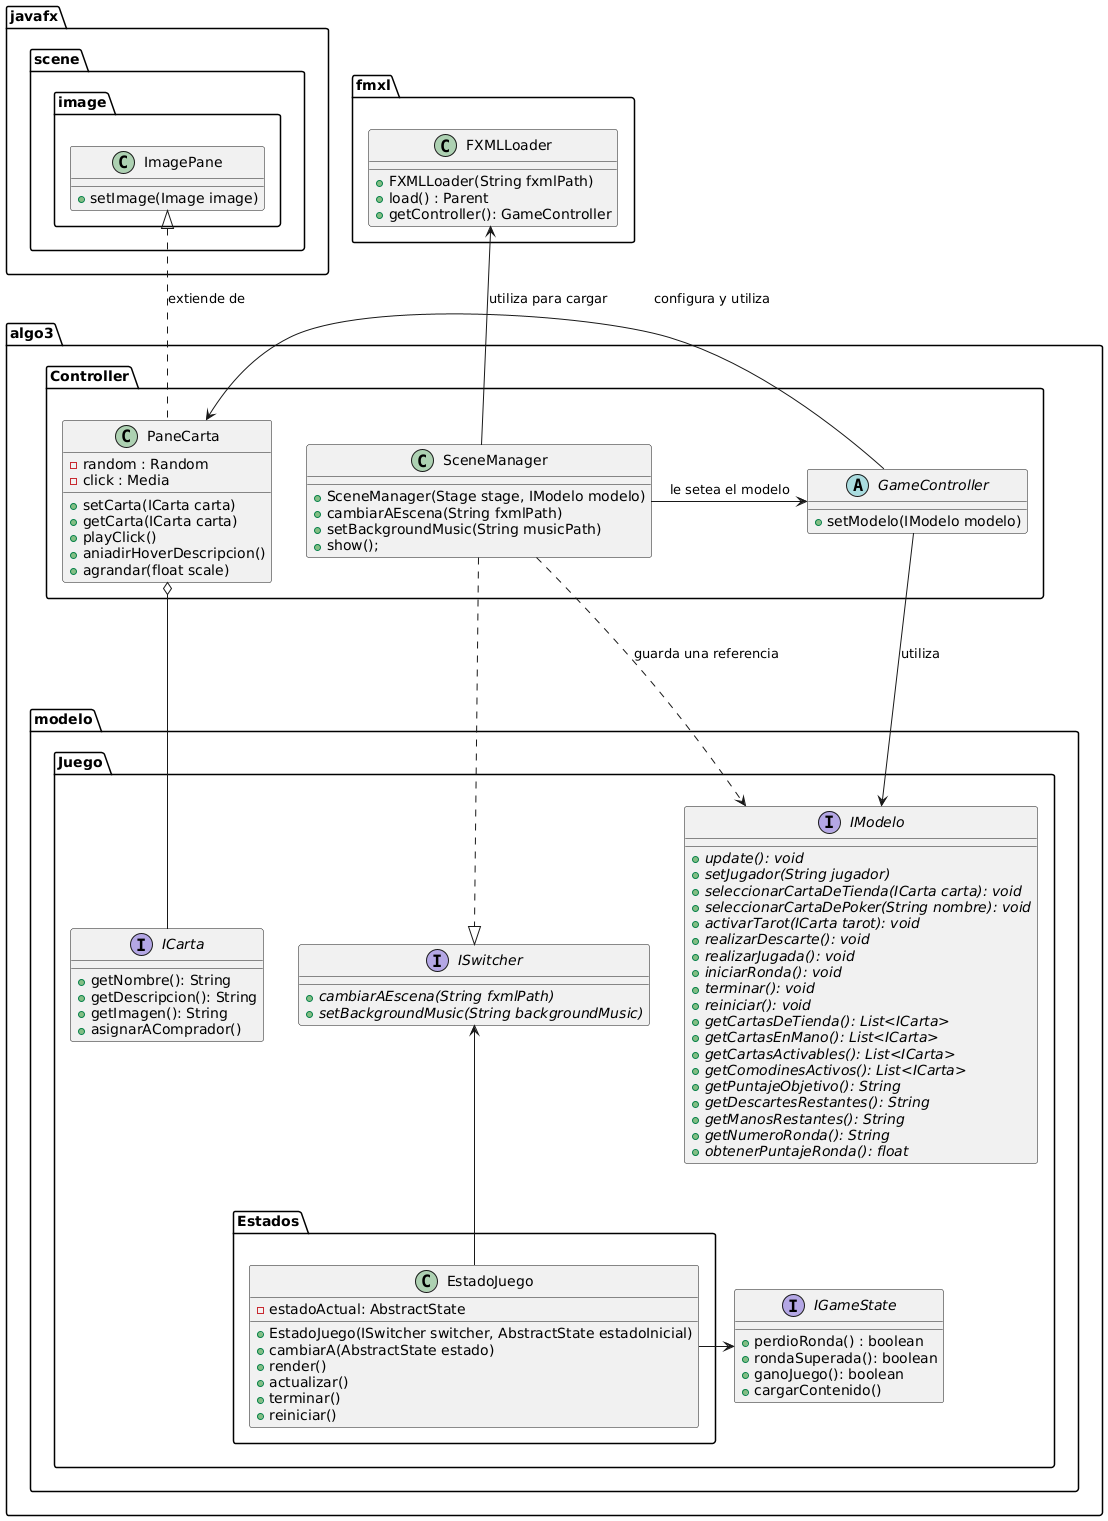 javafx
scene
image
C ImagePane
setImage(Image image)
fmxl
C FXMLLoader
FXMLLoader(String fxmlPath)
load() : Parent
getController(): GameController
extiende de
utiliza para cargar
configura y utiliza
algo3
Controller
C PaneCarta
random : Random
click : Media
setCarta(ICarta carta)
getCarta(ICarta carta)
playClick()
aniadirHoverDescripcion()
agrandar(float scale)
C SceneManager
SceneManager(Stage stage, IModelo modelo)
cambiarAEscena(String fxmlPath)
setBackgroundMusic(String musicPath)
show();
le setea el modelo
A GameController
setModelo(IModelo modelo)
guarda una referencia
utiliza
modelo
Juego
I IModelo
update(): void
setJugador(String jugador)
seleccionarCartaDeTienda(ICarta carta): void
seleccionarCartaDePoker(String nombre): void
activarTarot(ICarta tarot): void
realizarDescarte(): void
realizarJugada(): void
iniciarRonda(): void
terminar(): void
reiniciar(): void
getCartasDeTienda(): List<ICarta>
getCartasEnMano(): List<ICarta>
getCartasActivables(): List<ICarta>
getComodinesActivos(): List<ICarta>
getPuntajeObjetivo(): String
getDescartesRestantes(): String
getManosRestantes(): String
getNumeroRonda(): String
obtenerPuntajeRonda(): float
I ICarta
getNombre(): String
getDescripcion(): String
getImagen(): String
asignarAComprador()
I ISwitcher
cambiarAEscena(String fxmlPath)
setBackgroundMusic(String backgroundMusic)
Estados
C EstadoJuego
estadoActual: AbstractState
EstadoJuego(ISwitcher switcher, AbstractState estadoInicial)
cambiarA(AbstractState estado)
render()
actualizar()
terminar()
reiniciar()
I IGameState
perdioRonda() : boolean
rondaSuperada(): boolean
ganoJuego(): boolean
cargarContenido()